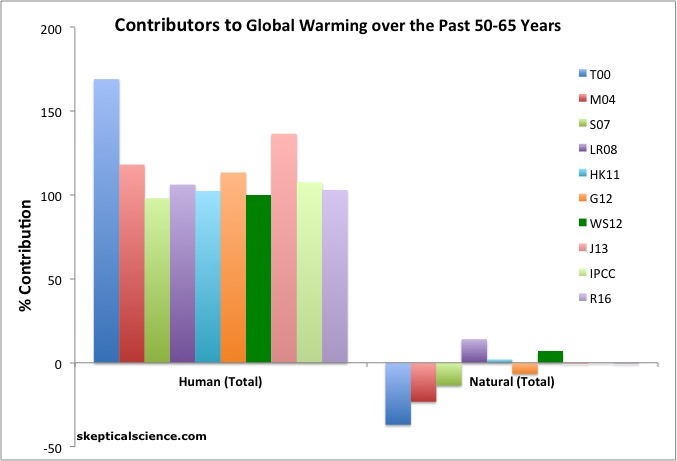 Contributors to Global Warming over the Past 50-65 Years
200
150
100
50
0
-50
% Contribution
Human (Total)
Natural (Total)
T00
M04
S07
LR08
HK11
G12
WS12
J13
IPCC
R16
skepticalscience.com